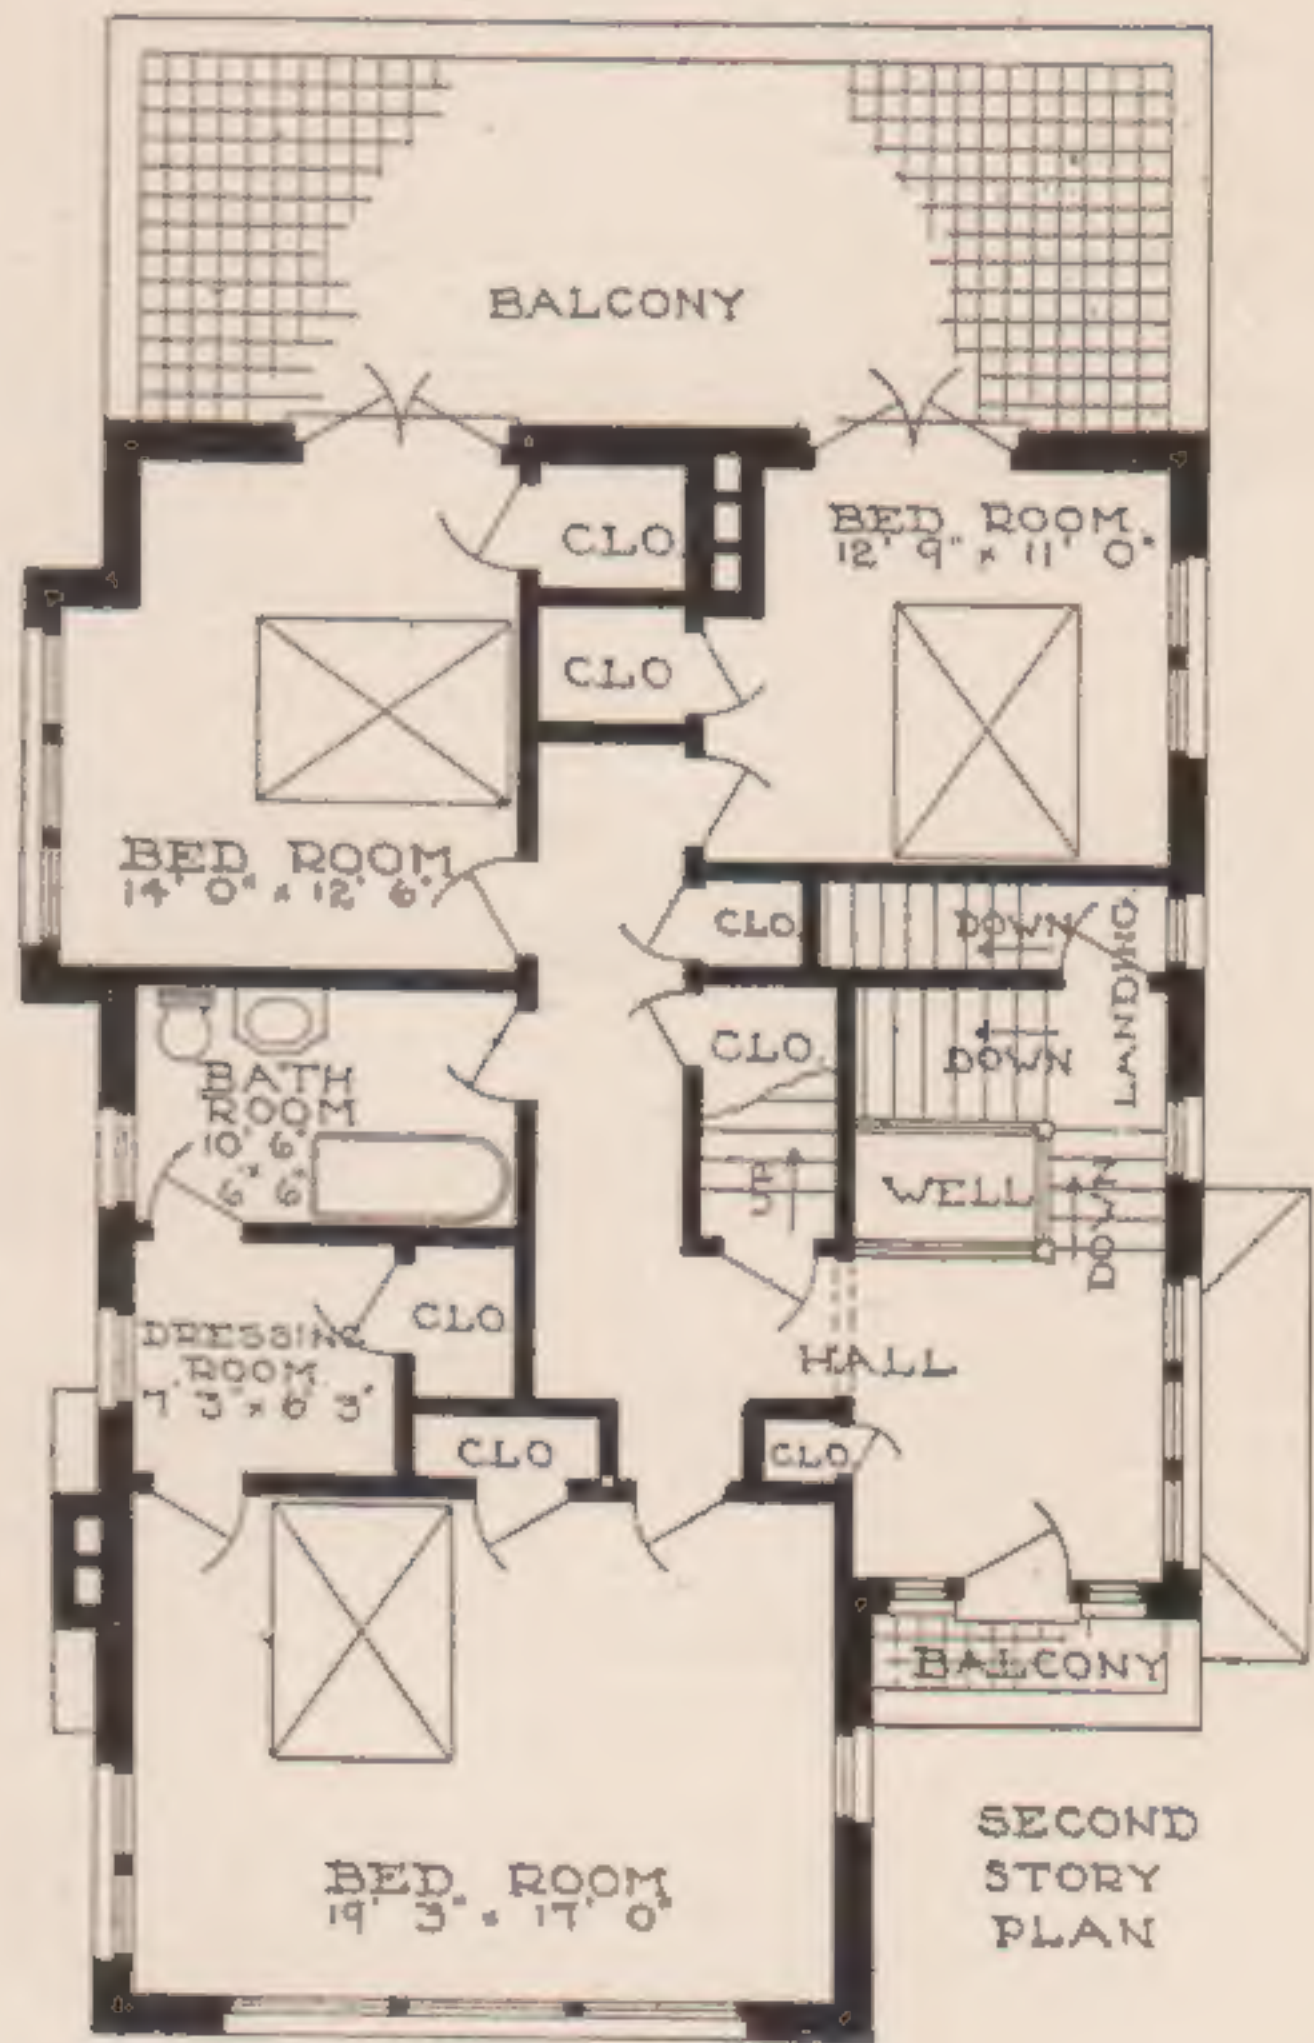 BALCONY
CLO.
BED ROOM.
12' 9" x 11' 0"
CLO
BED ROOM
14' 0" x 12' 6"
CLO.
DOWN
LANDING.
BATH
ROOM
10' 6"
6' 6"
CLO.
DOWN
UP
WELL
DOWN
DRESSING
ROOM.
7' 3" x 6' 3"
CLO
HALL
CLO
CLO.
BALCONY
BED ROOM
19' 3" x 17' 0"
SECOND
STORY
PLAN